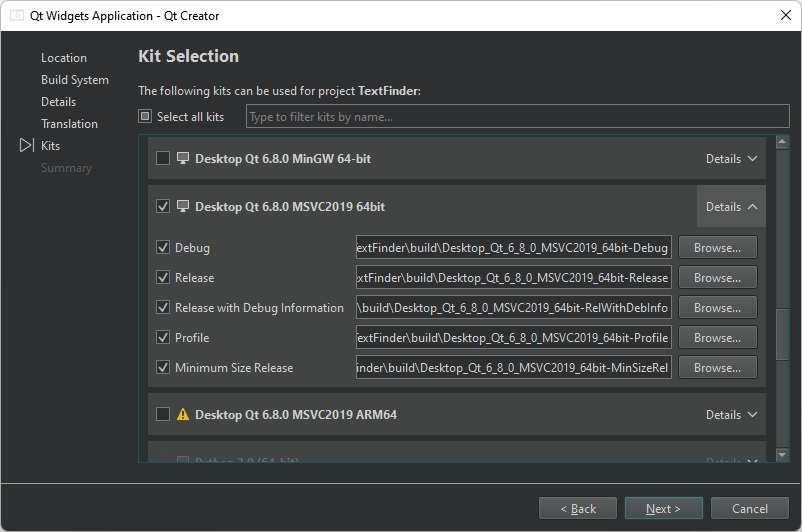 Qt Widgets Application - Qt Creator
Location
Build System
Details
Translation
Kits
Summary
Kit Selection
The following kits can be used for project TextFinder:
Select all kits
Type to filter kits by name...
Desktop Qt 6.8.0 MinGW 64-bit Details
Desktop Qt 6.8.0 MSVC2019 64bit Details
Debug extFinder\build\Desktop_Qt_6_8_0_MSVC2019_64bit-Debug Browse...
Release extFinder\build\Desktop_Qt_6_8_0_MSVC2019_64bit-Release Browse...
Release with Debug Information \build\Desktop_Qt_6_8_0_MSVC2019_64bit-RelWithDebInfo Browse...
Profile TextFinder\build\Desktop_Qt_6_8_0_MSVC2019_64bit-Profile Browse...
Minimum Size Release inder\build\Desktop_Qt_6_8_0_MSVC2019_64bit-MinSizeRel Browse...
Desktop Qt 6.8.0 MSVC2019 ARM64 Details
< Back
Next >
Cancel